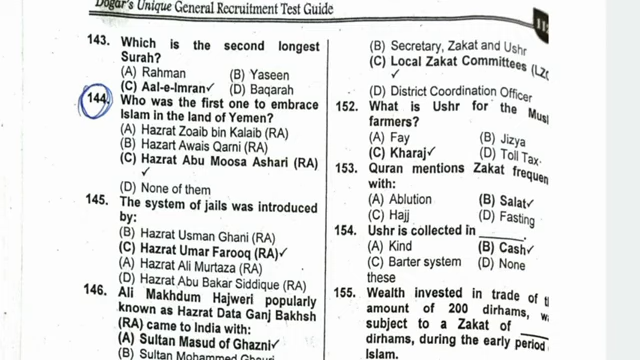 Dogar's Unique General Recruitment Test Guide
143. Which is the second longest
Surah?
(A) Rahman (B) Yaseen
(C) Aal-e-Imran✓ (D) Baqarah
144. Who was the first one to embrace
Islam in the land of Yemen?
(A) Hazrat Zoaib bin Kalaib (RA)
(B) Hazart Awais Qarni (RA)
(C) Hazrat Abu Moosa Ashari (RA)
✓
(D) None of them
145. The system of jails was introduced
by:
(B) Hazrat Usman Ghani (RA)
(C) Hazrat Umar Farooq (RA)✓
(A) Hazrat Ali Murtaza (RA)
(D) Hazrat Abu Bakar Siddique (RA)
146. Ali Makhdum Hajweri popularly
known as Hazrat Data Ganj Bakhsh
(RA) came to India with:
(A) Sultan Masud of Ghazni✓
(B) Sultan Mohammed Ghauri
(B) Secretary, Zakat and Ushr
(C) Local Zakat Committees (LZC
✓
(D) District Coordination Officer
152. What is Ushr for the Mus
farmers?
(A) Fay (B) Jizya
(C) Kharaj✓ (D) Toll Tax
153. Quran mentions Zakat frequen
with:
(A) Ablution (B) Salat✓
(C) Hajj (D) Fasting
154. Ushr is collected in ______.
(A) Kind (B) Cash✓
(C) Barter system (D) None
these
155. Wealth invested in trade of
amount of 200 dirhams, w
subject to a Zakat of ____
dirhams, during the early period
Islam.